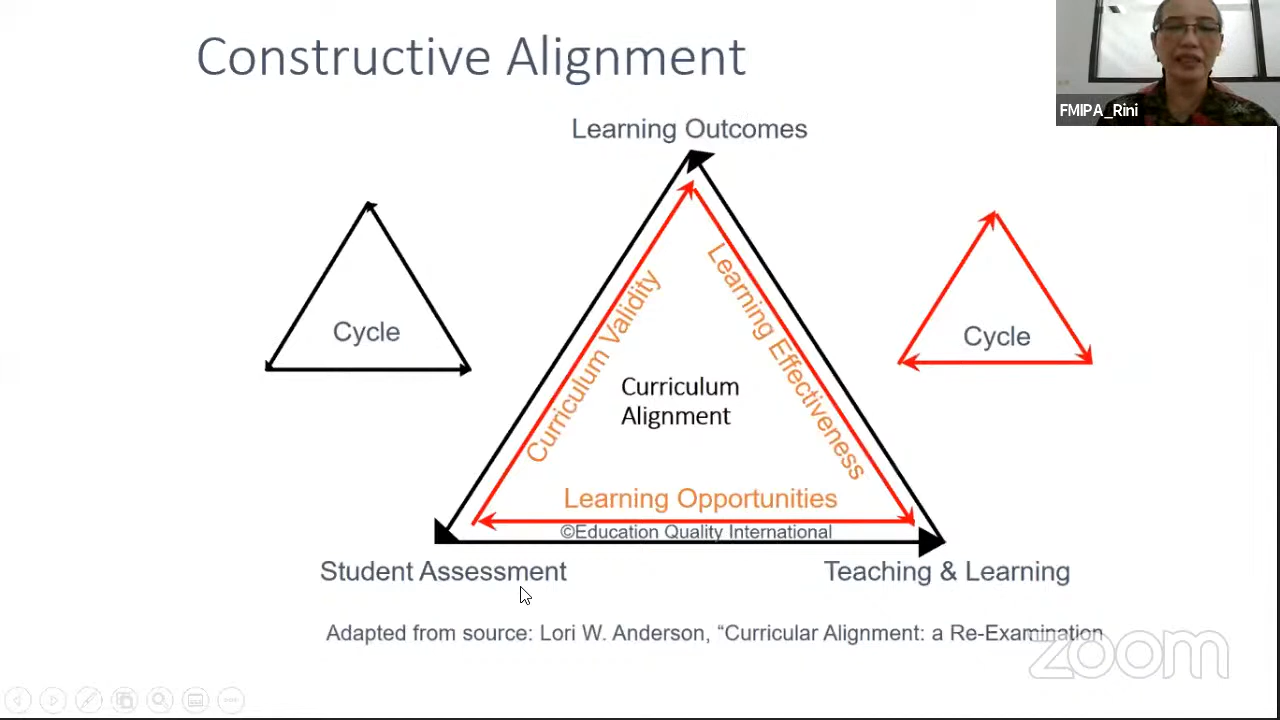 Constructive Alignment
FMIPA_Rini
Learning Outcomes
Cycle
Curriculum Validity
Learning Effectiveness
Cycle
Curriculum
Alignment
Learning Opportunities
©Education Quality International
Student Assessment
Teaching & Learning
Adapted from source: Lori W. Anderson, “Curricular Alignment: a Re-Examination
zoom